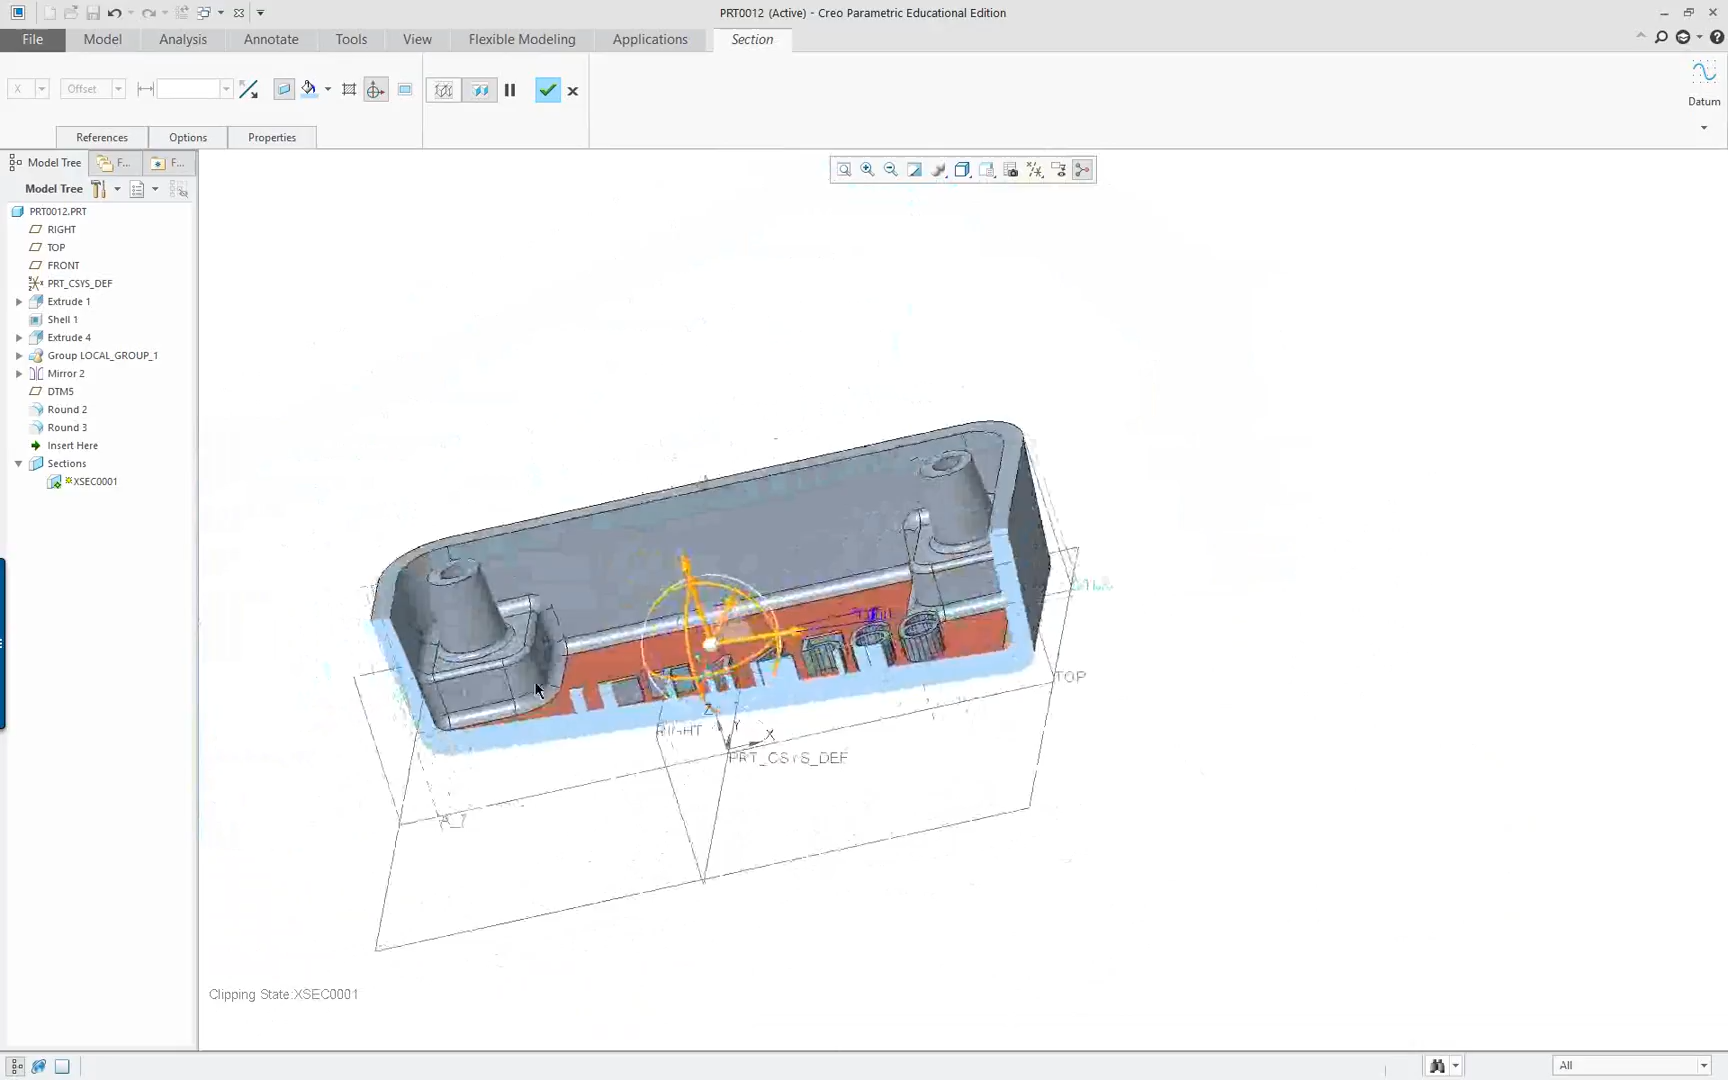 PRT0012 (Active) - Creo Parametric Educational Edition
File Model Analysis Annotate Tools View Flexible Modeling Applications Section
X Offset
Datum
References Options Properties
Model Tree F... F...
Model Tree
PRT0012.PRT
RIGHT
TOP
FRONT
PRT_CSYS_DEF
Extrude 1
Shell 1
Extrude 4
Group LOCAL_GROUP_1
Mirror 2
DTM5
Round 2
Round 3
Insert Here
Sections
XSEC0001
TOP
Z
RIGHT Y X
PRT_CSYS_DEF
A_7
Clipping State:XSEC0001
All